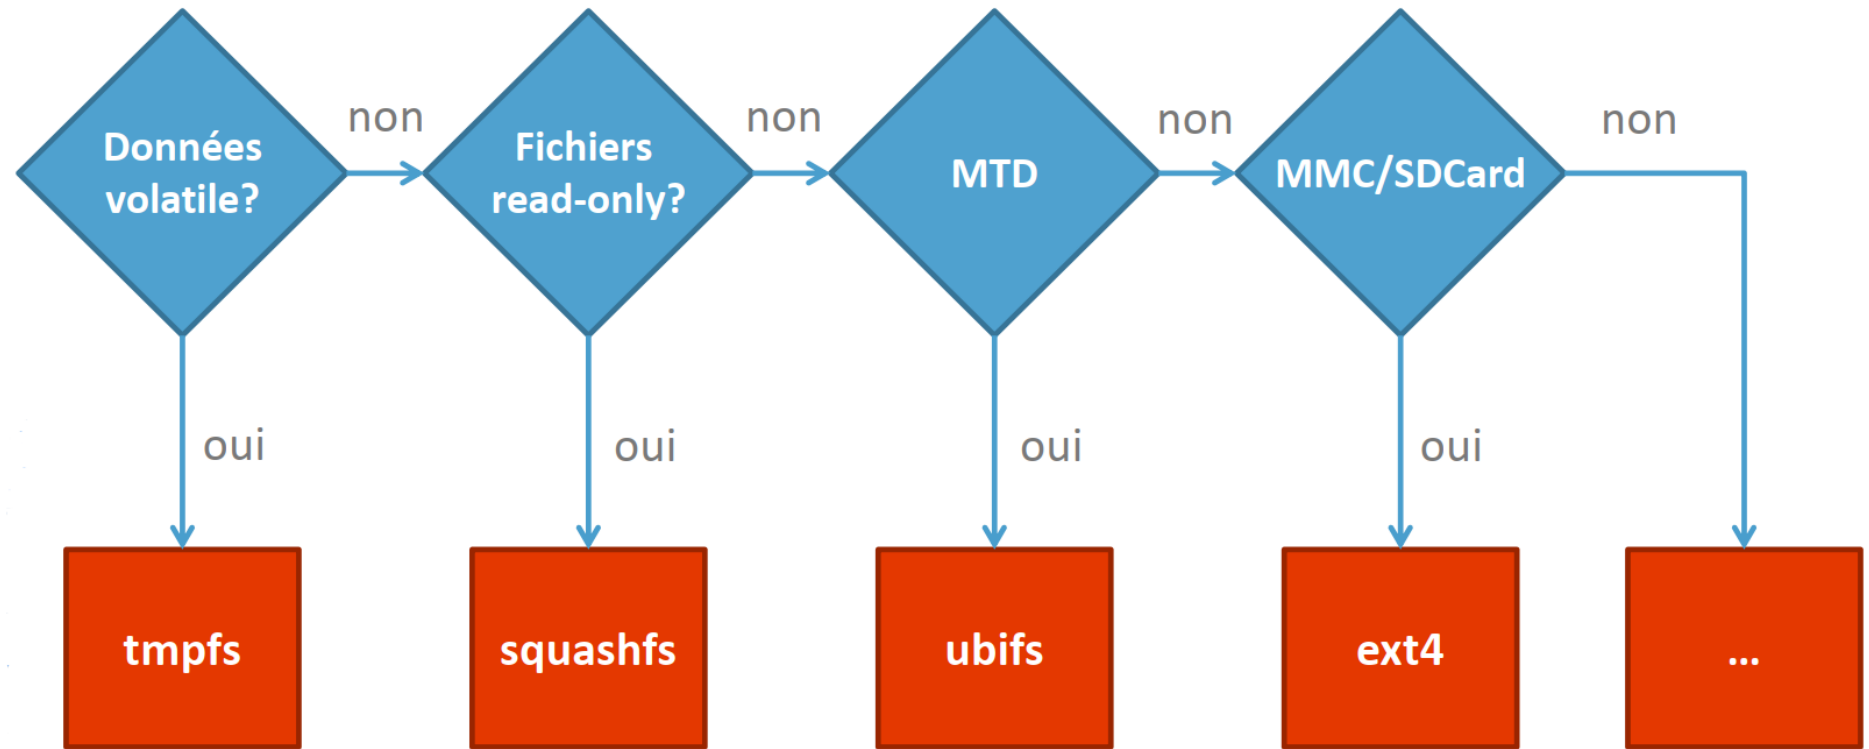 Données
volatile?
non
Fichiers
read-only?
non
MTD
non
MMC/SDCard
non
oui
oui
oui
oui
tmpfs
squashfs
ubifs
ext4
...